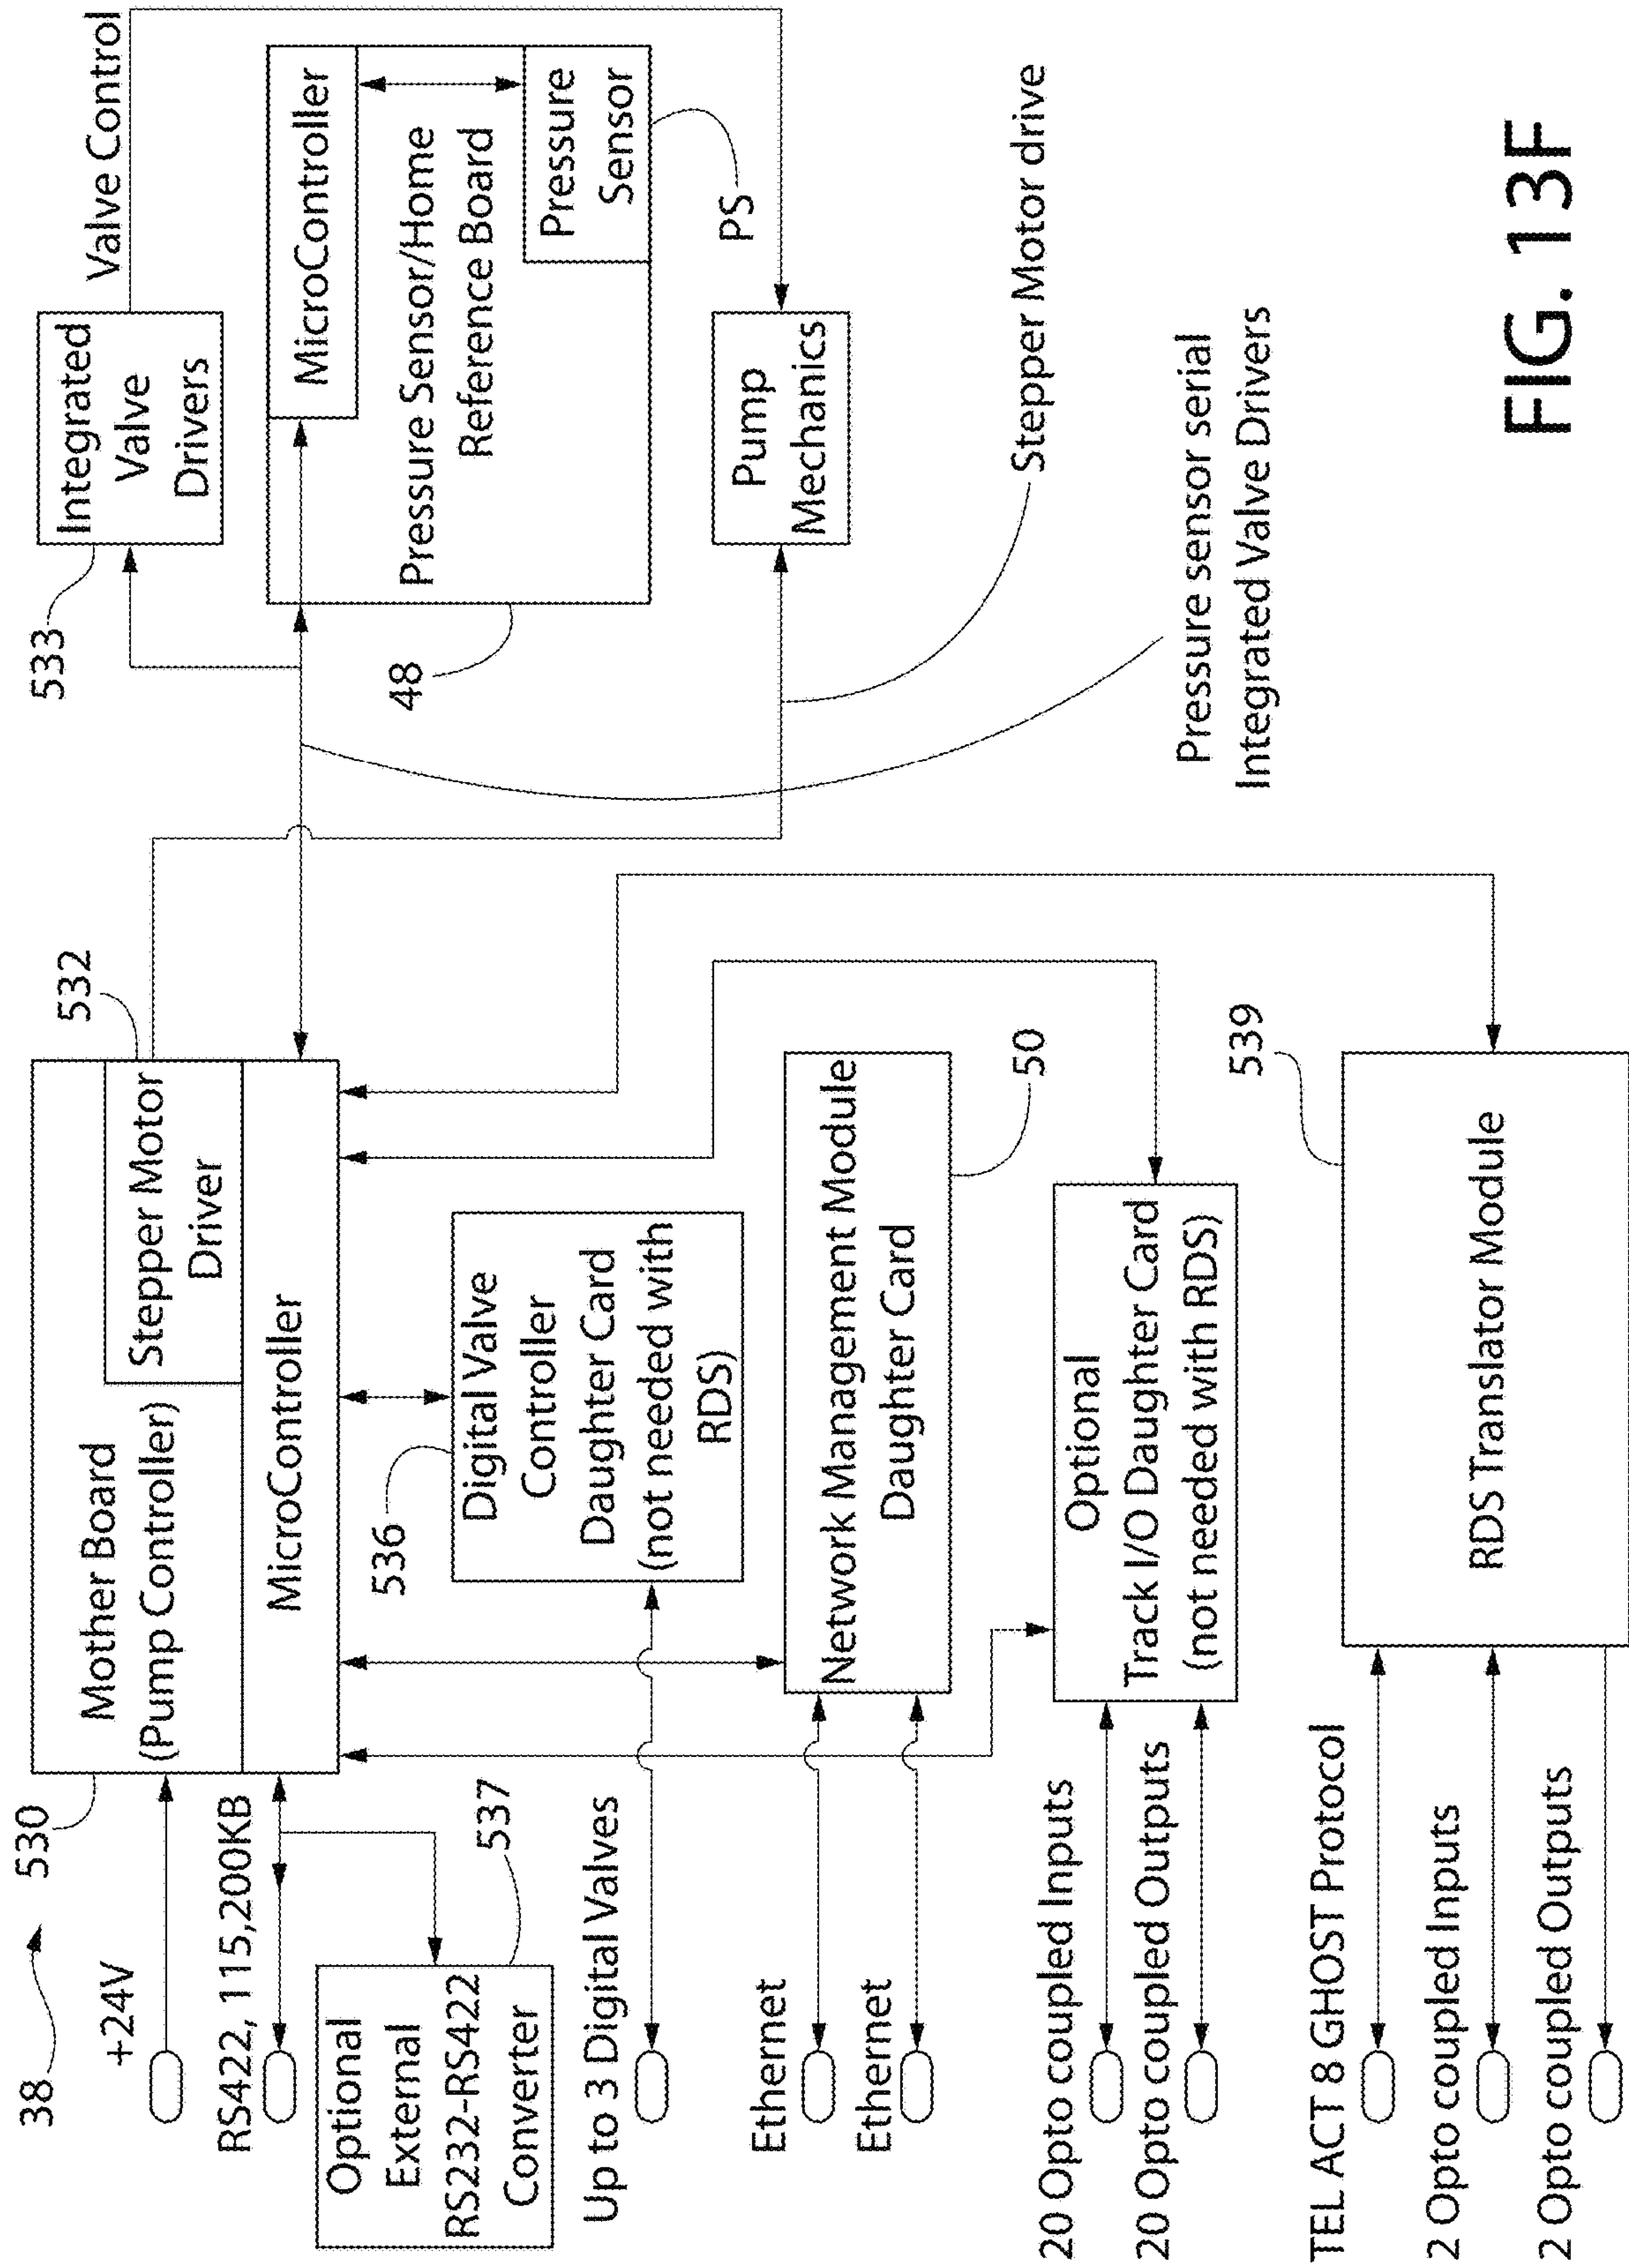 38
530
532
533
Valve Control
+24V
Mother Board
(Pump Controller)
Stepper Motor
Driver
Integrated
Valve
Drivers
RS422, 115,200KB
MicroController
MicroController
Optional
External
RS232-RS422
Converter
537
536
Digital Valve
Controller
Daughter Card
(not needed with
RDS)
48
Pressure Sensor/Home
Reference Board
Pressure
Sensor
PS
Up to 3 Digital Valves
Ethernet
Ethernet
Network Management Module
Daughter Card
50
Pump
Mechanics
Stepper Motor drive
20 Opto coupled Inputs
20 Opto coupled Outputs
Optional
Track I/O Daughter Card
(not needed with RDS)
Pressure sensor serial
Integrated Valve Drivers
539
TEL ACT 8 GHOST Protocol
2 Opto coupled Inputs
2 Opto coupled Outputs
RDS Translator Module
FIG. 13F